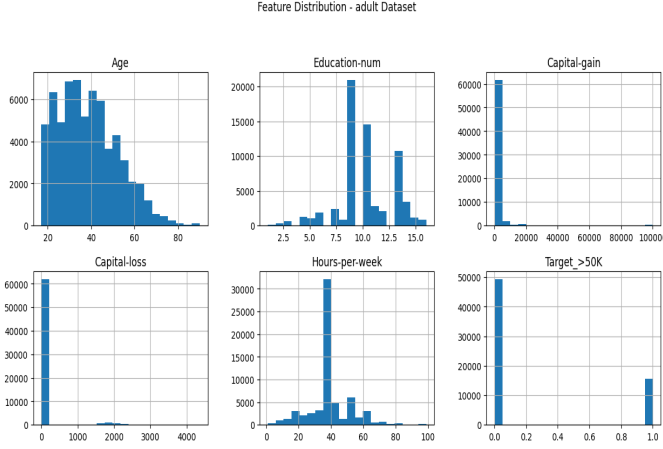 Feature Distribution - adult Dataset
Age
Education-num
Capital-gain
6000
4000
2000
0
20 40 60 80
20000
15000
10000
5000
0
2.5 5.0 7.5 10.0 12.5 15.0
60000
50000
40000
30000
20000
10000
0
0 20000 40000 60000 80000 100000
Capital-loss
Hours-per-week
Target_>50K
60000
50000
40000
30000
20000
10000
0
0 1000 2000 3000 4000
30000
25000
20000
15000
10000
5000
0
0 20 40 60 80 100
50000
40000
30000
20000
10000
0
0.0 0.2 0.4 0.6 0.8 1.0